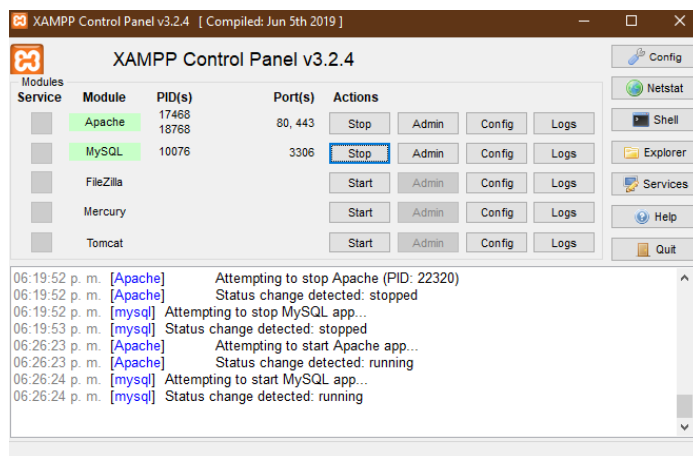 XAMPP Control Panel v3.2.4 [ Compiled: Jun 5th 2019 ]
XAMPP Control Panel v3.2.4
Config
Modules
Service Module PID(s) Port(s) Actions
Netstat
Apache 17468 18768 80, 443 Stop Admin Config Logs
Shell
MySQL 10076 3306 Stop Admin Config Logs
Explorer
FileZilla Start Admin Config Logs
Services
Mercury Start Admin Config Logs
Help
Tomcat Start Admin Config Logs
Quit
06:19:52 p. m. [Apache] Attempting to stop Apache (PID: 22320)
06:19:52 p. m. [Apache] Status change detected: stopped
06:19:52 p. m. [mysql] Attempting to stop MySQL app...
06:19:53 p. m. [mysql] Status change detected: stopped
06:26:23 p. m. [Apache] Attempting to start Apache app...
06:26:23 p. m. [Apache] Status change detected: running
06:26:24 p. m. [mysql] Attempting to start MySQL app...
06:26:24 p. m. [mysql] Status change detected: running